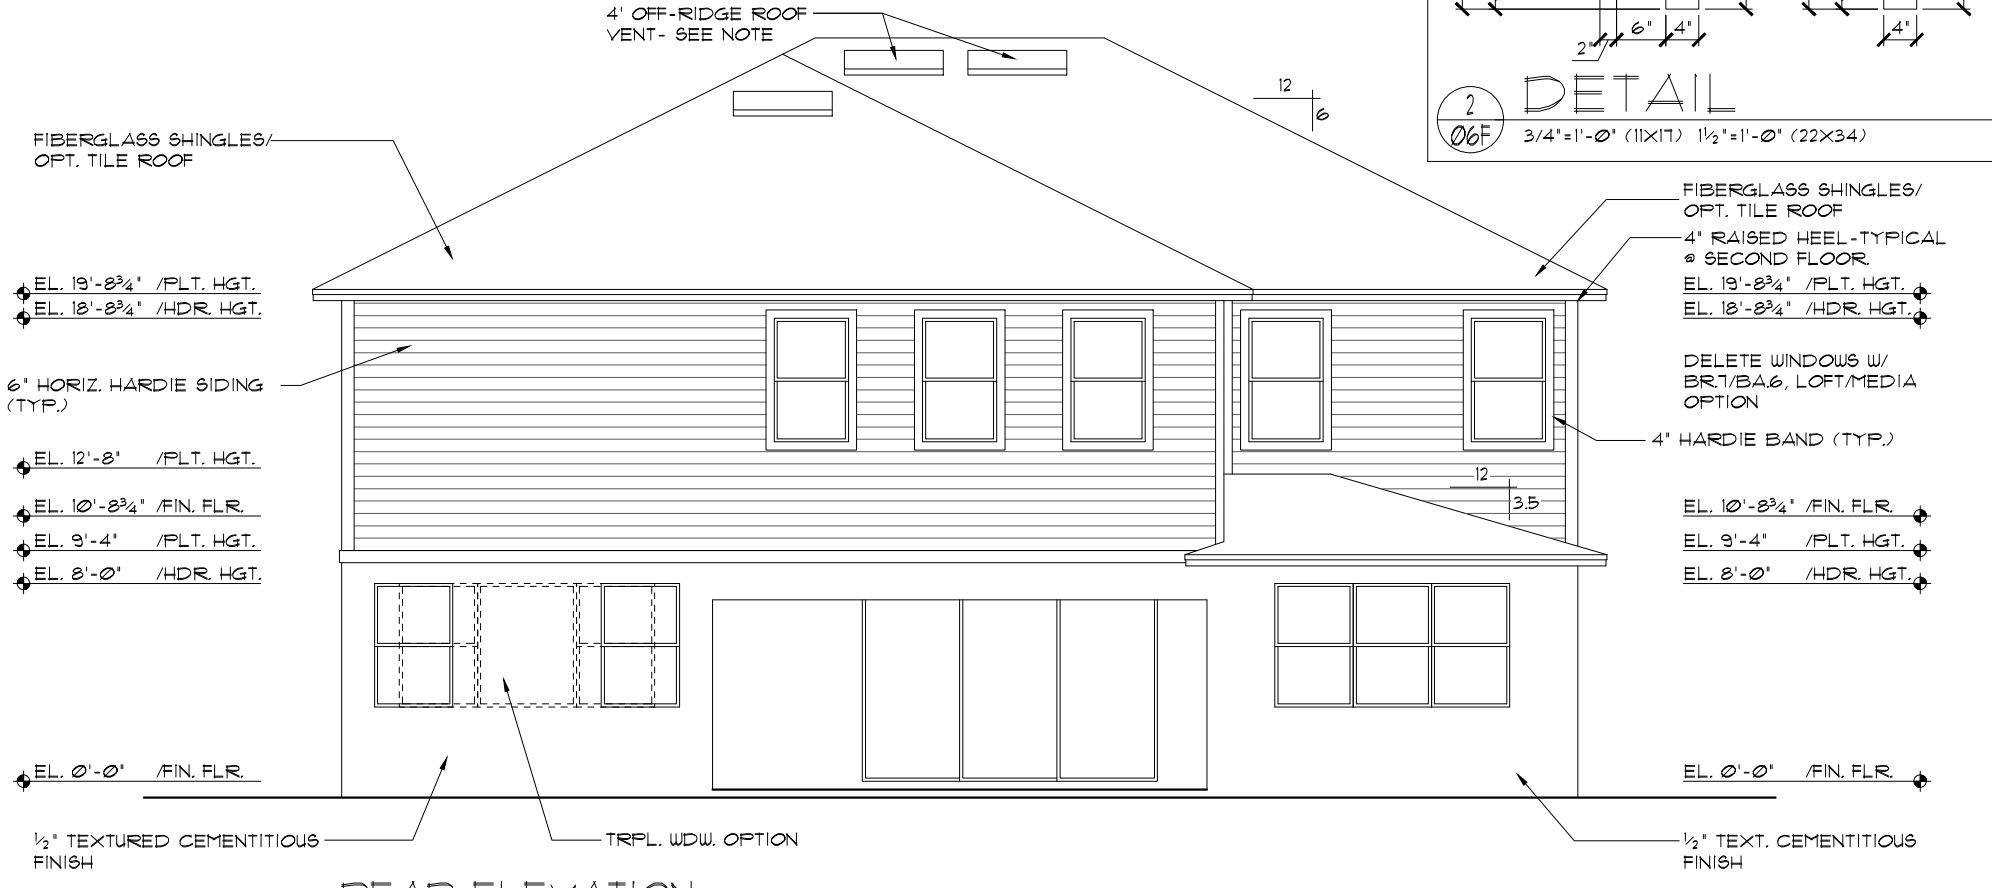 4' OFF-RIDGE ROOF
VENT- SEE NOTE
6" 4"
2"
4"
DETAIL
2
06F
3/4"=1'-0" (11X17) 1½"=1'-0" (22X34)
12
6
FIBERGLASS SHINGLES/
OPT. TILE ROOF
EL. 19'-8¾" /PLT. HGT.
EL. 18'-8¾" /HDR. HGT.
6" HORIZ. HARDIE SIDING
(TYP.)
EL. 12'-8" /PLT. HGT.
EL. 10'-8¾" /FIN. FLR.
EL. 9'-4" /PLT. HGT.
EL. 8'-0" /HDR. HGT.
EL. 0'-0" /FIN. FLR.
½" TEXTURED CEMENTITIOUS
FINISH
TRPL. WDW. OPTION
12
3.5
FIBERGLASS SHINGLES/
OPT. TILE ROOF
4" RAISED HEEL-TYPICAL
@ SECOND FLOOR.
EL. 19'-8¾" /PLT. HGT.
EL. 18'-8¾" /HDR. HGT.
DELETE WINDOWS W/
BR.7/BA.6, LOFT/MEDIA
OPTION
4" HARDIE BAND (TYP.)
EL. 10'-8¾" /FIN. FLR.
EL. 9'-4" /PLT. HGT.
EL. 8'-0" /HDR. HGT.
EL. 0'-0" /FIN. FLR.
½" TEXT. CEMENTITIOUS
FINISH
REAR ELEVATION